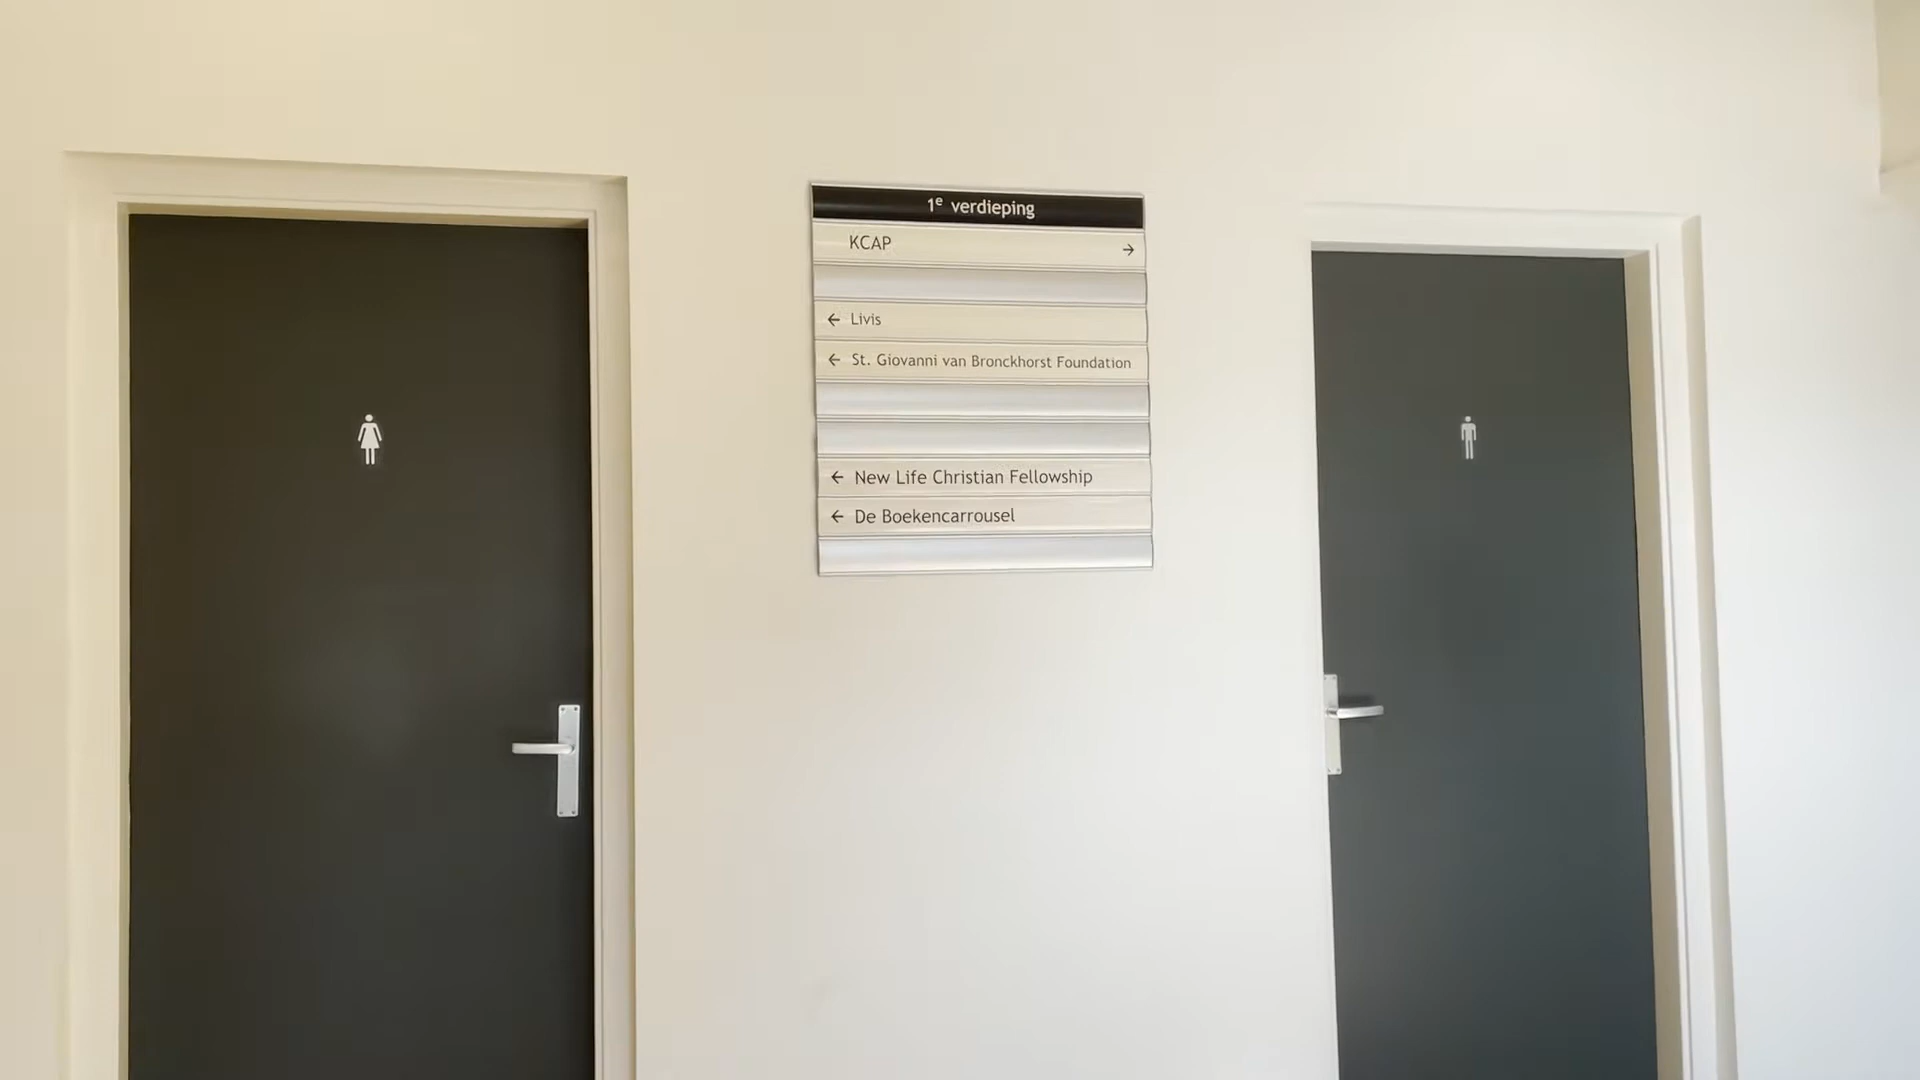 1e verdieping
KCAP →
← Livis
← St. Giovanni van Bronckhorst Foundation
← New Life Christian Fellowship
← De Boekencarrousel